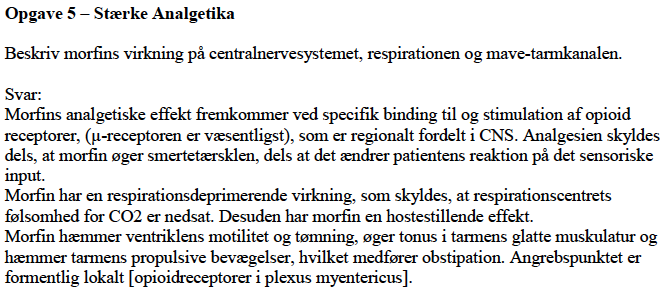 Opgave 5 – Stærke Analgetika
Beskriv morfins virkning på centralnervesystemet, respirationen og mave-tarmkanalen.
Svar:
Morfins analgetiske effekt fremkommer ved specifik binding til og stimulation af opioid
receptorer, (μ-receptoren er væsentligst), som er regionalt fordelt i CNS. Analgesien skyldes
dels, at morfin øger smertetærsklen, dels at det ændrer patientens reaktion på det sensoriske
input.
Morfin har en respirationsdeprimerende virkning, som skyldes, at respirationscentrets
følsomhed for CO2 er nedsat. Desuden har morfin en hostestillende effekt.
Morfin hæmmer ventriklens motilitet og tømning, øger tonus i tarmens glatte muskulatur og
hæmmer tarmens propulsive bevægelser, hvilket medfører obstipation. Angrebspunktet er
formentlig lokalt [opioidreceptorer i plexus myentericus].